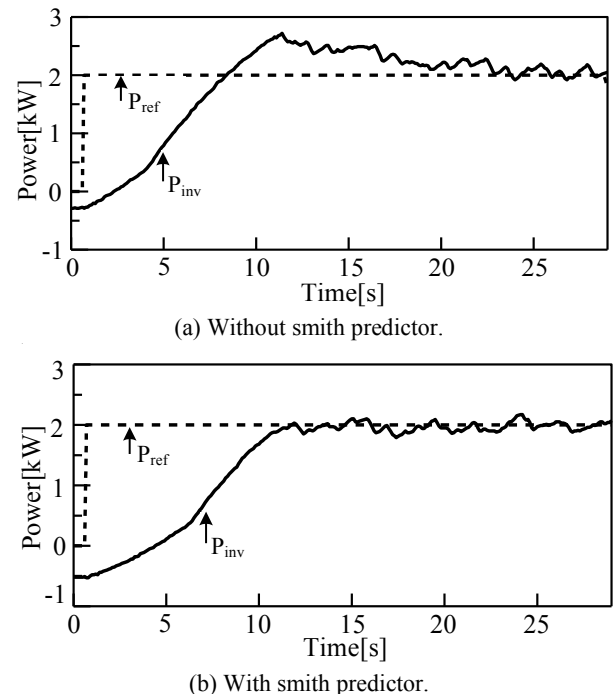 3
2
1
0
-1
Power[kW]
P_ref
P_inv
0 5 10 15 20 25
Time[s]
(a) Without smith predictor.
3
2
1
0
-1
Power[kW]
P_ref
P_inv
0 5 10 15 20 25
Time[s]
(b) With smith predictor.